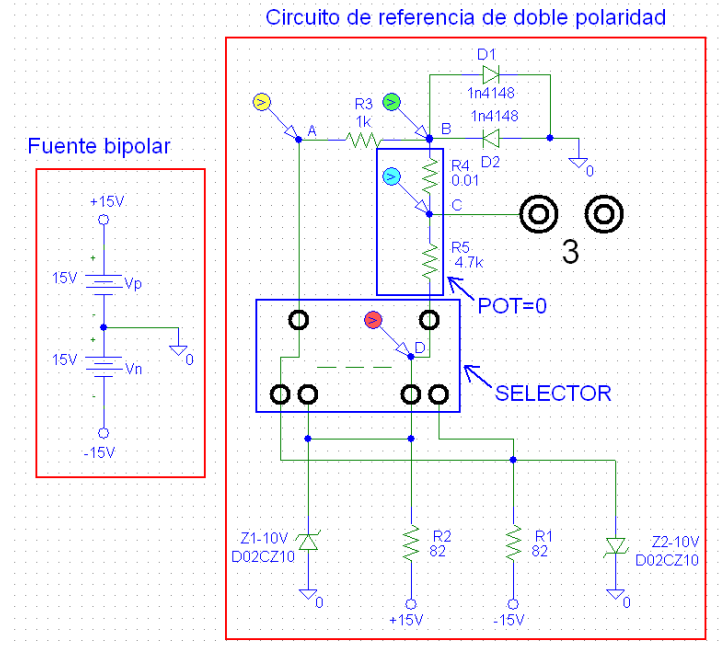 Circuito de referencia de doble polaridad
D1
1n4148
R3
1k
A
B
1n4148
D2
0
Fuente bipolar
R4
0.01
C
+15V
3
R5
4.7k
+
15V
Vp
-
POT=0
0
+
15V
Vn
-
D
SELECTOR
-15V
Z1-10V
D02CZ10
R2
82
R1
82
Z2-10V
D02CZ10
0
+15V
-15V
0